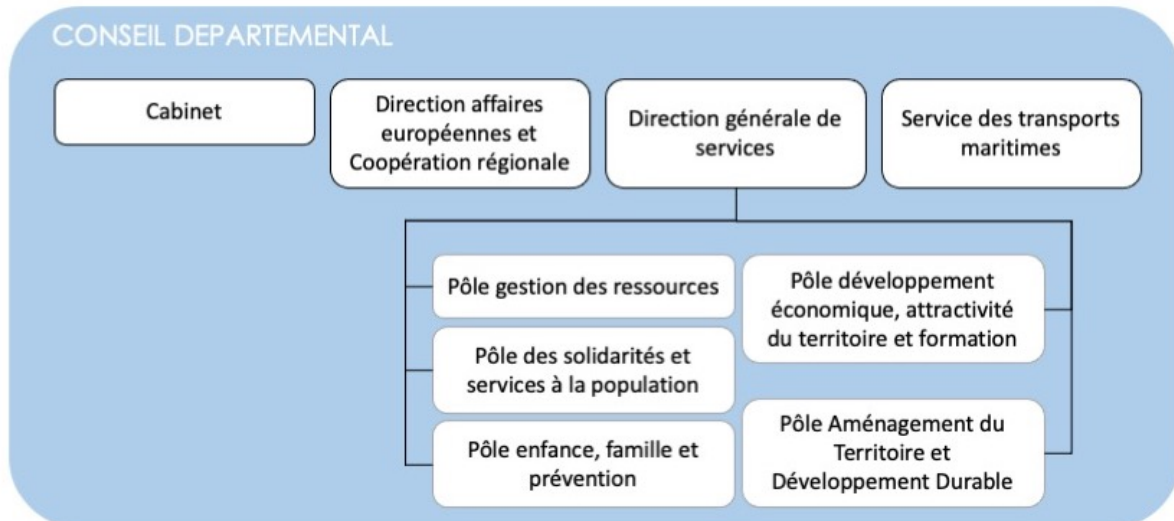 CONSEIL DEPARTEMENTAL
Cabinet
Direction affaires
européennes et
Coopération régionale
Direction générale de
services
Service des transports
maritimes
Pôle gestion des ressources
Pôle des solidarités et
services à la population
Pôle enfance, famille et
prévention
Pôle développement
économique, attractivité
du territoire et formation
Pôle Aménagement du
Territoire et
Développement Durable